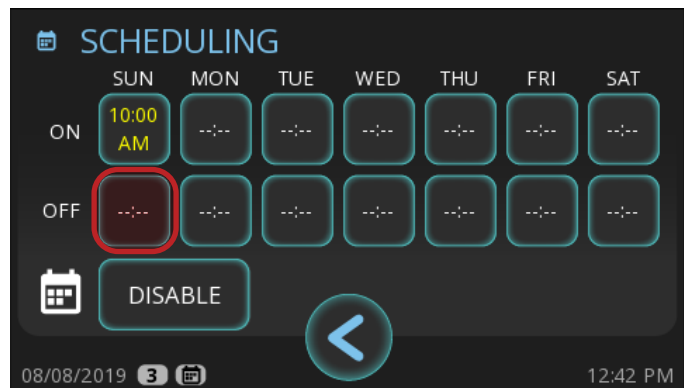 SCHEDULING
SUN MON TUE WED THU FRI SAT
ON 10:00 AM --:-- --:-- --:-- --:-- --:-- --:--
OFF --:-- --:-- --:-- --:-- --:-- --:-- --:--
DISABLE
08/08/2019 3 12:42 PM